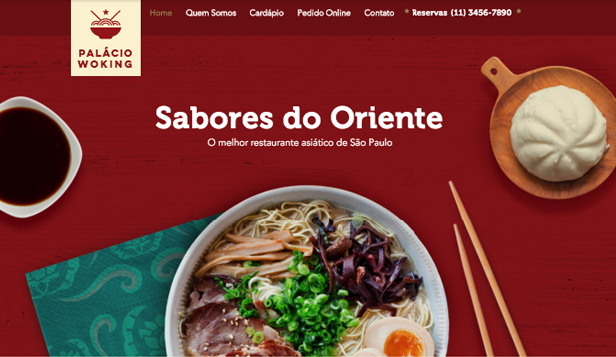 Home Quem Somos Cardápio Pedido Online Contato * Reservas (11) 3456-7890 *
PALÁCIO
WOKING
Sabores do Oriente
O melhor restaurante asiático de São Paulo